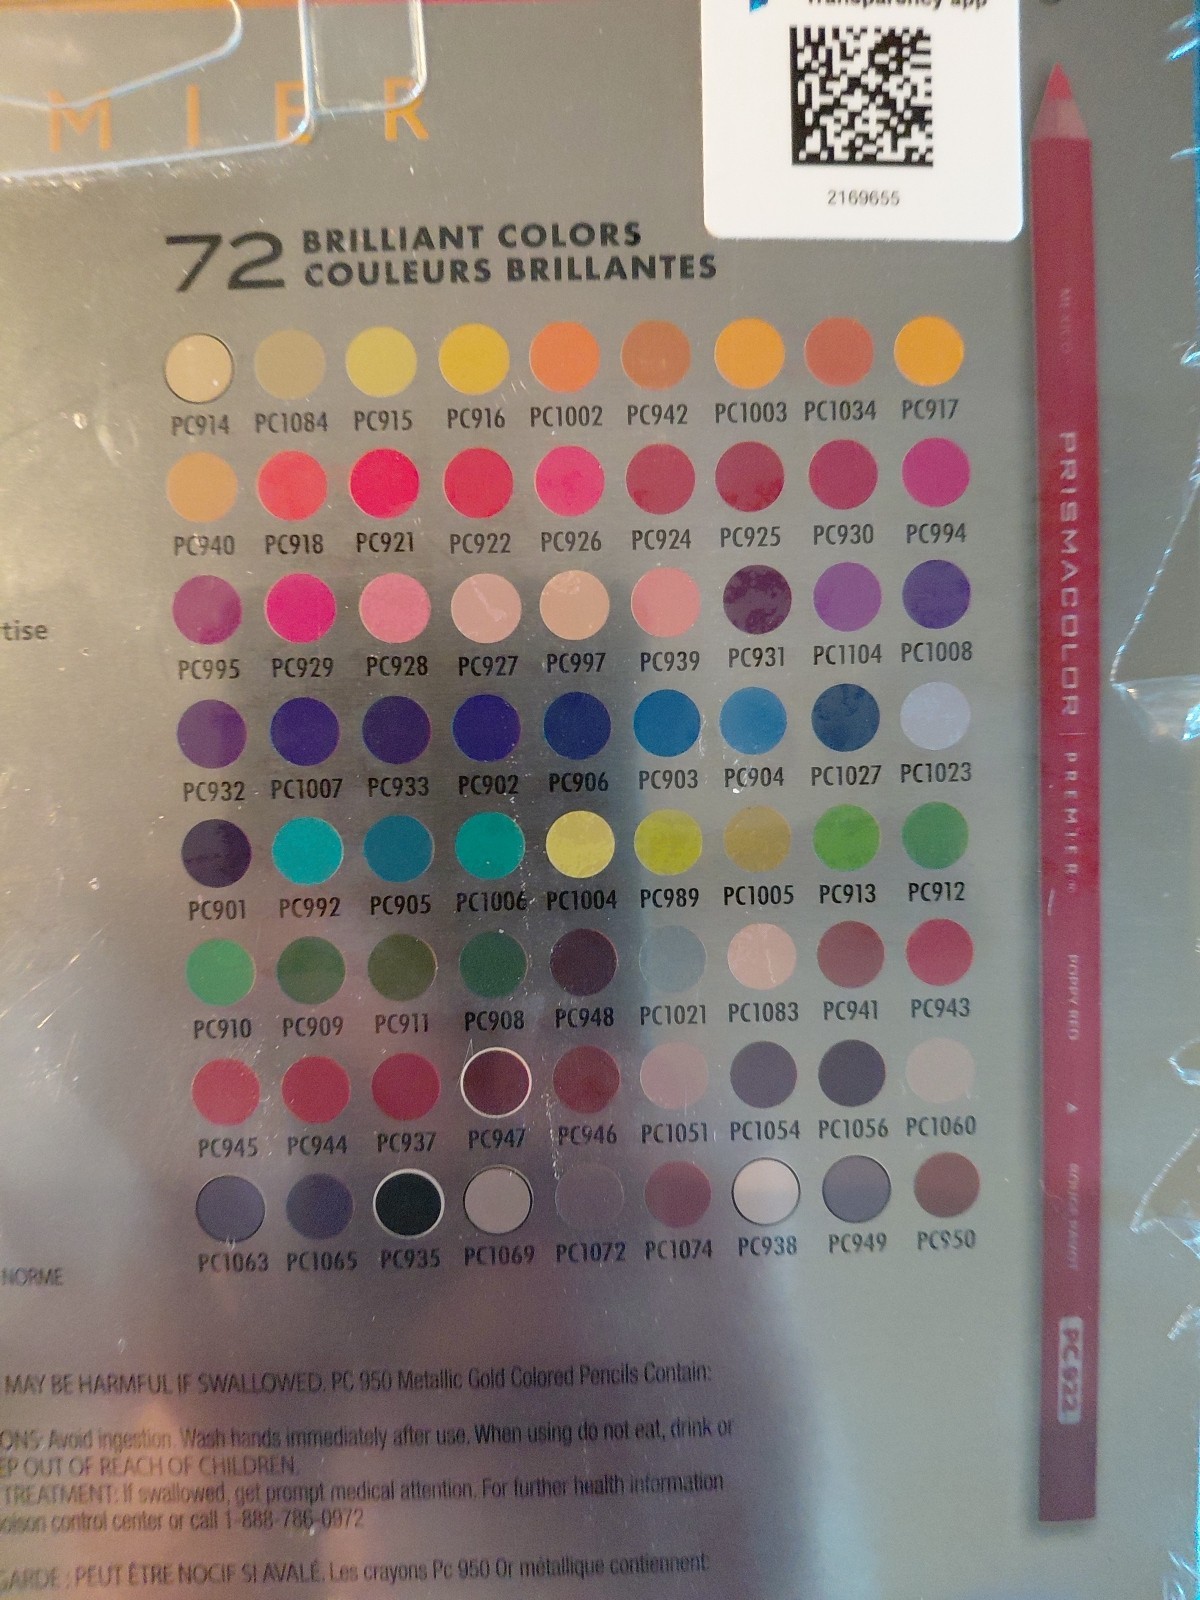 Transparency app
M I E R
2169655
72 BRILLIANT COLORS
COULEURS BRILLANTES
PC914 PC1084 PC915 PC916 PC1002 PC942 PC1003 PC1034 PC917
PC940 PC918 PC921 PC922 PC926 PC924 PC925 PC930 PC994
tise
PC995 PC929 PC928 PC927 PC997 PC939 PC931 PC1104 PC1008
PC932 PC1007 PC933 PC902 PC906 PC903 PC904 PC1027 PC1023
PC901 PC992 PC905 PC1006 PC1004 PC989 PC1005 PC913 PC912
PC910 PC909 PC911 PC908 PC948 PC1021 PC1083 PC941 PC943
PC945 PC944 PC937 PC947 PC946 PC1051 PC1054 PC1056 PC1060
PC1063 PC1065 PC935 PC1069 PC1072 PC1074 PC938 PC949 PC950
NORME
MAY BE HARMFUL IF SWALLOWED. PC 950 Metallic Gold Colored Pencils Contain:
ONS: Avoid ingestion. Wash hands immediately after use. When using do not eat, drink or
EP OUT OF REACH OF CHILDREN.
TREATMENT: If swallowed, get prompt medical attention. For further health information
oison control center or call 1-888-786-0972
GARDE : PEUT ÊTRE NOCIF SI AVALÉ. Les crayons Pc 950 Or métallique contiennent:
MEXICO PRISMACOLOR | PREMIER® POPPY RED ▲ PC 922